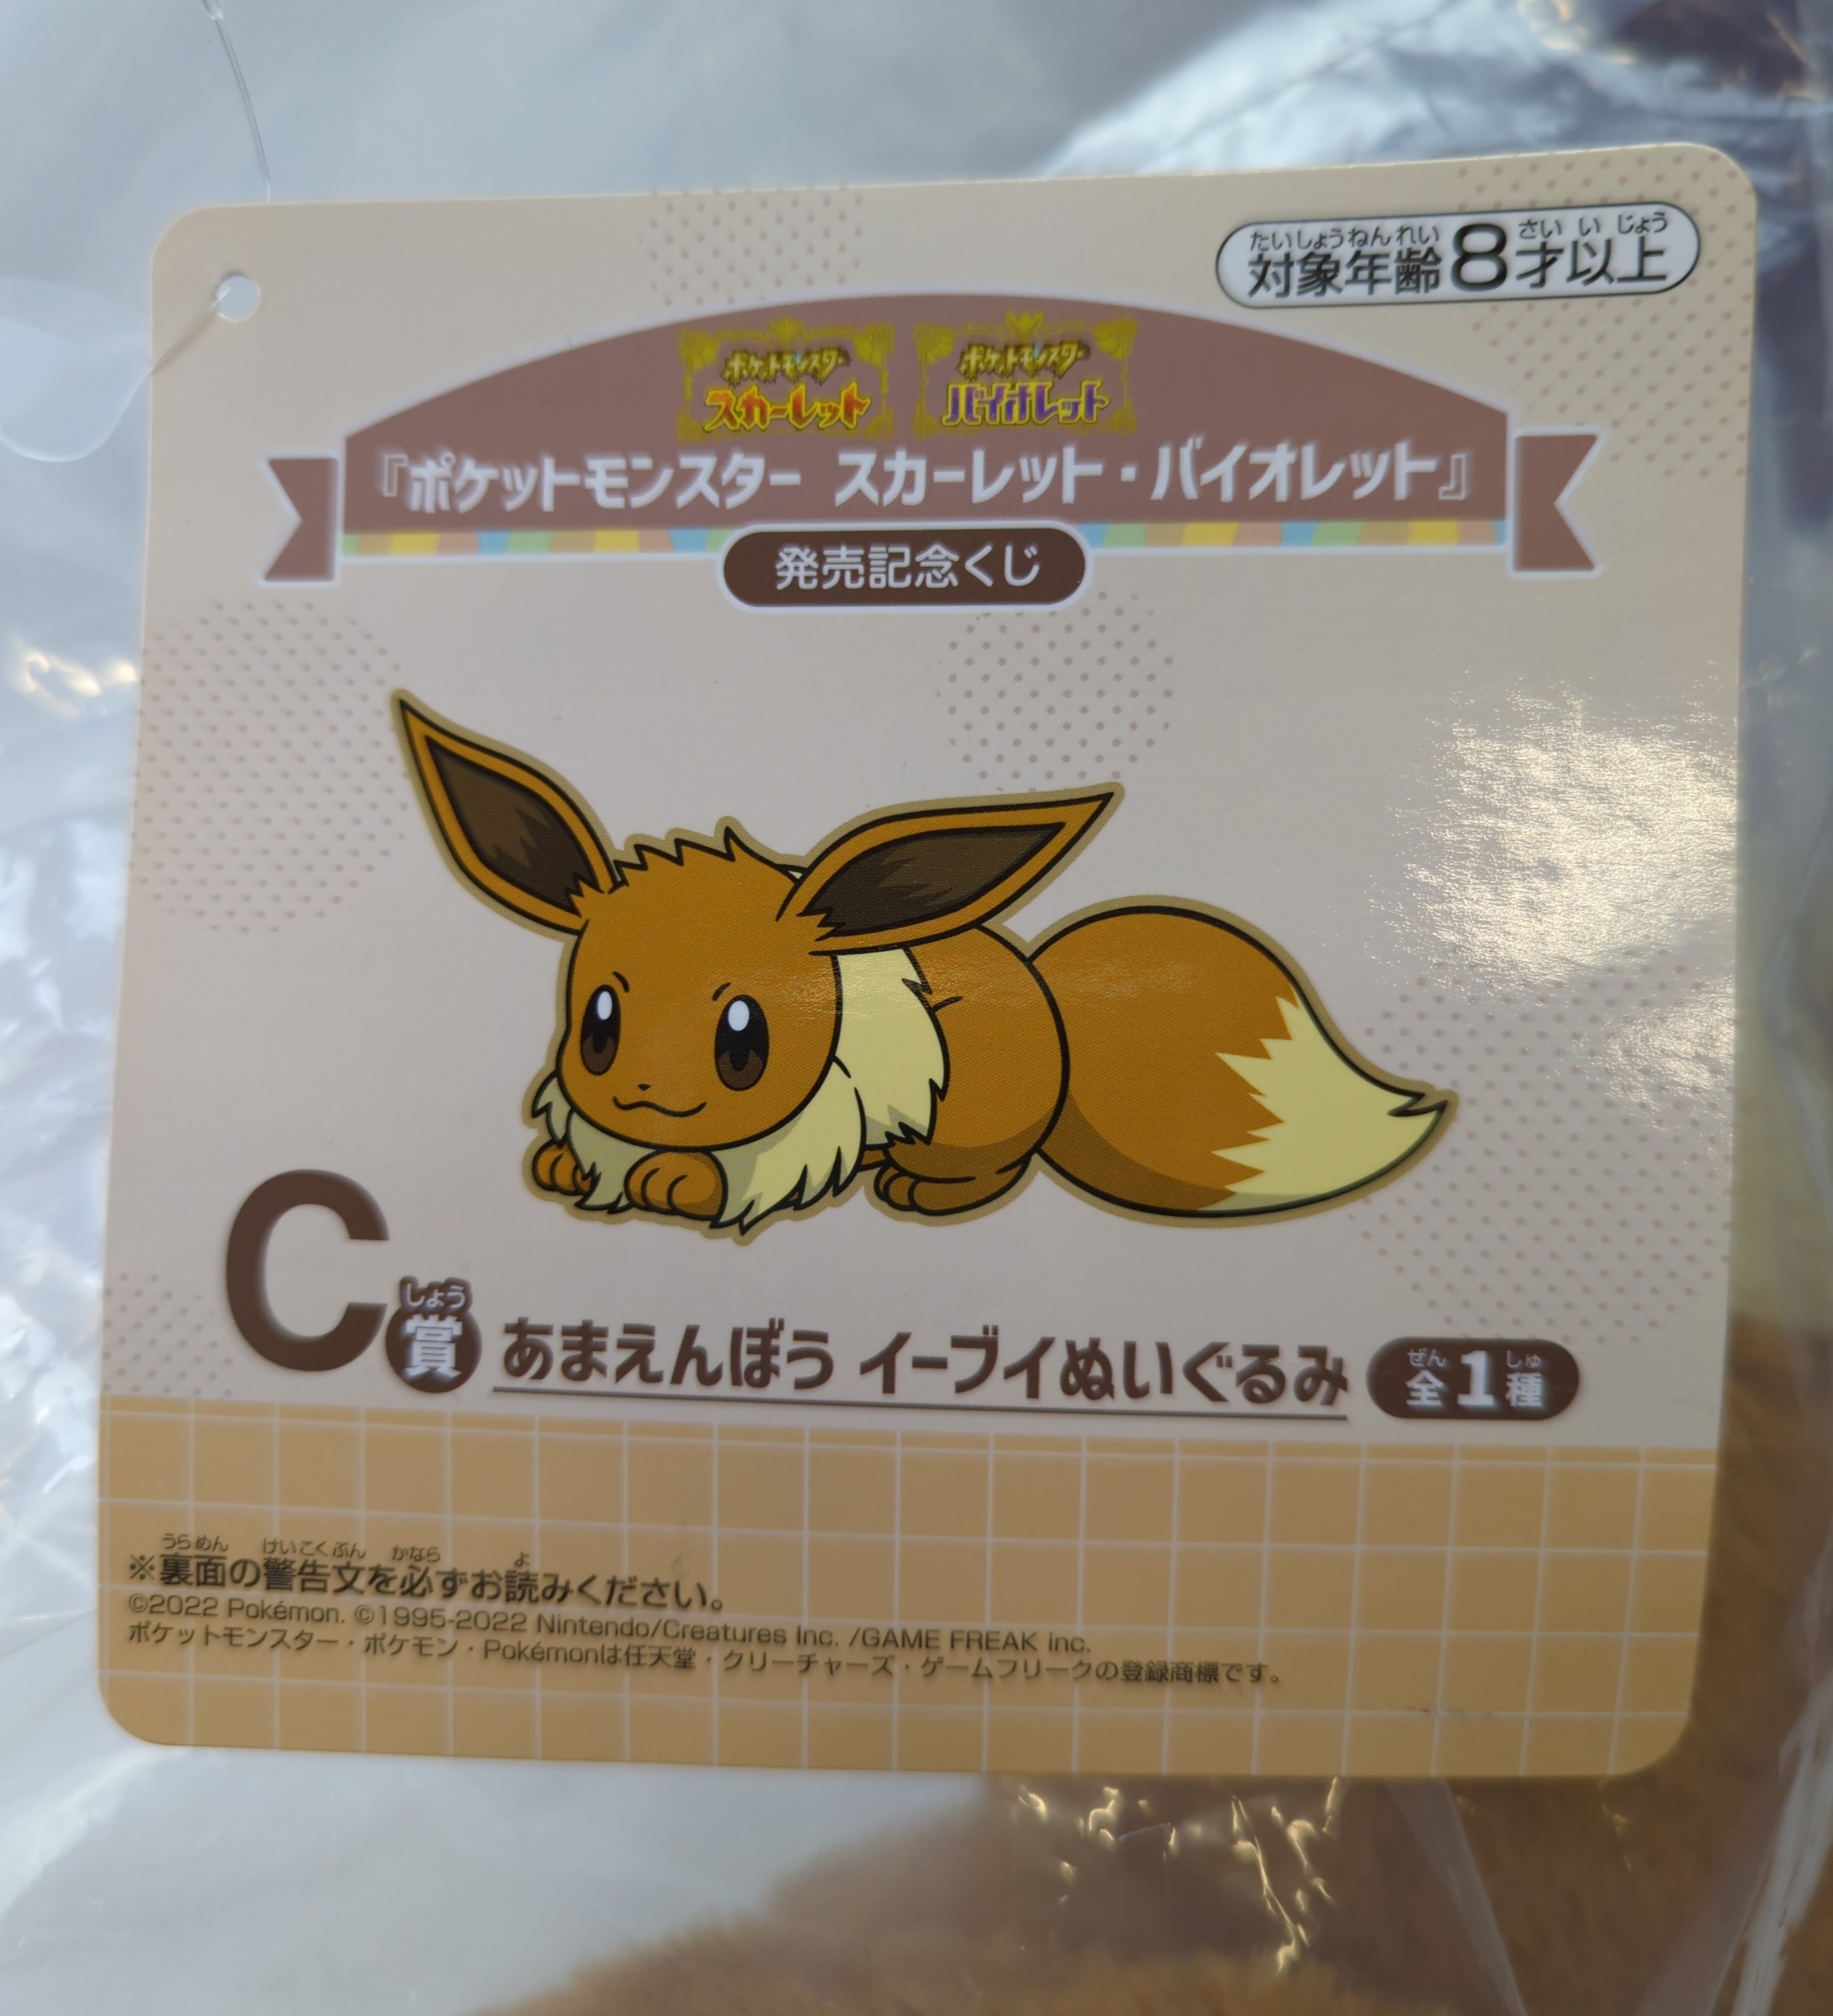 たいしょうねんれい さい い じょう
対象年齢8才以上
ポケットモンスター ポケットモンスター
スカーレット バイオレット
『ポケットモンスター スカーレット・バイオレット』
発売記念くじ
しょう
C賞 あまえんぼう イーブイぬいぐるみ
ぜん しゅ
全1種
うらめん けいこくぶん かなら よ
※裏面の警告文を必ずお読みください。
©2022 Pokémon. ©1995-2022 Nintendo/Creatures Inc. /GAME FREAK inc.
ポケットモンスター・ポケモン・Pokémonは任天堂・クリーチャーズ・ゲームフリークの登録商標です。